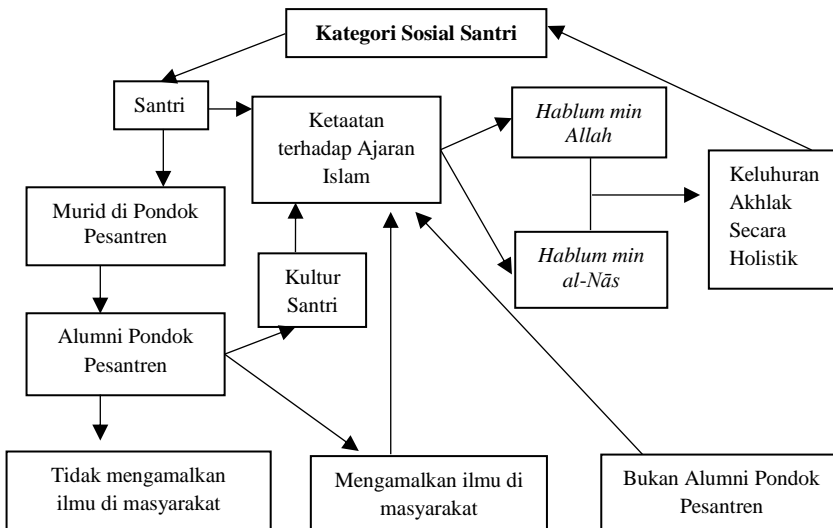 Kategori Sosial Santri
Santri
Ketaatan
terhadap Ajaran
Islam
Hablum min
Allah
Keluhuran
Akhlak
Secara
Holistik
Murid di Pondok
Pesantren
Hablum min
al-Nās
Kultur
Santri
Alumni Pondok
Pesantren
Tidak mengamalkan
ilmu di masyarakat
Mengamalkan ilmu di
masyarakat
Bukan Alumni Pondok
Pesantren